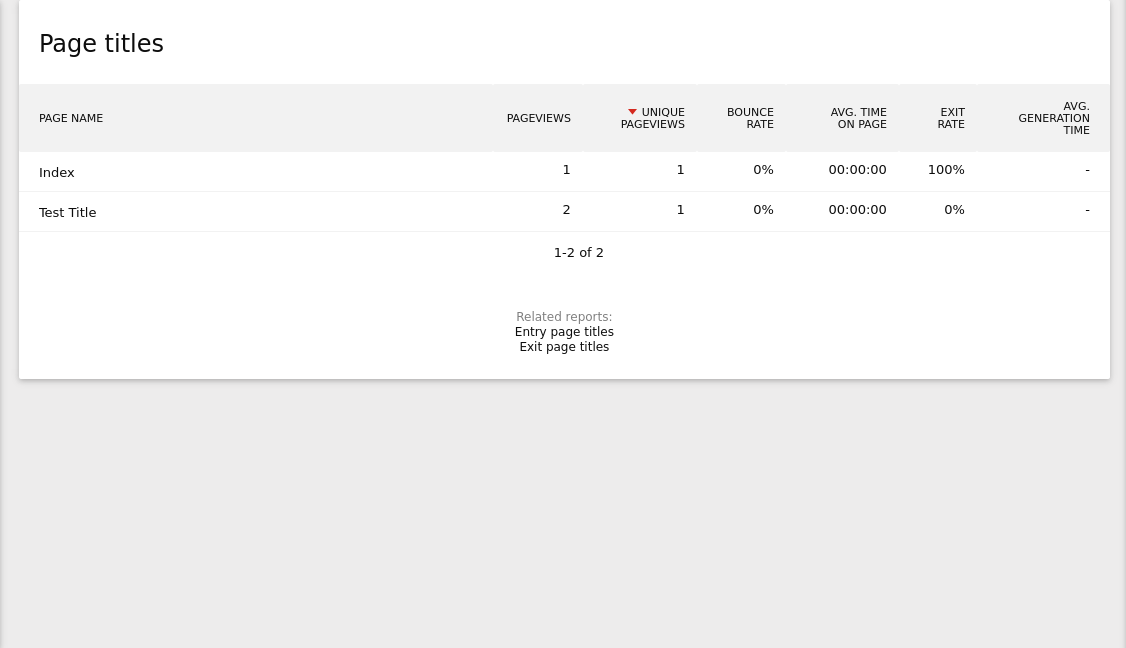 Page titles
PAGE NAME PAGEVIEWS UNIQUE PAGEVIEWS BOUNCE RATE AVG. TIME ON PAGE EXIT RATE AVG. GENERATION TIME
Index 1 1 0% 00:00:00 100% -
Test Title 2 1 0% 00:00:00 0% -
1-2 of 2
Related reports:
Entry page titles
Exit page titles